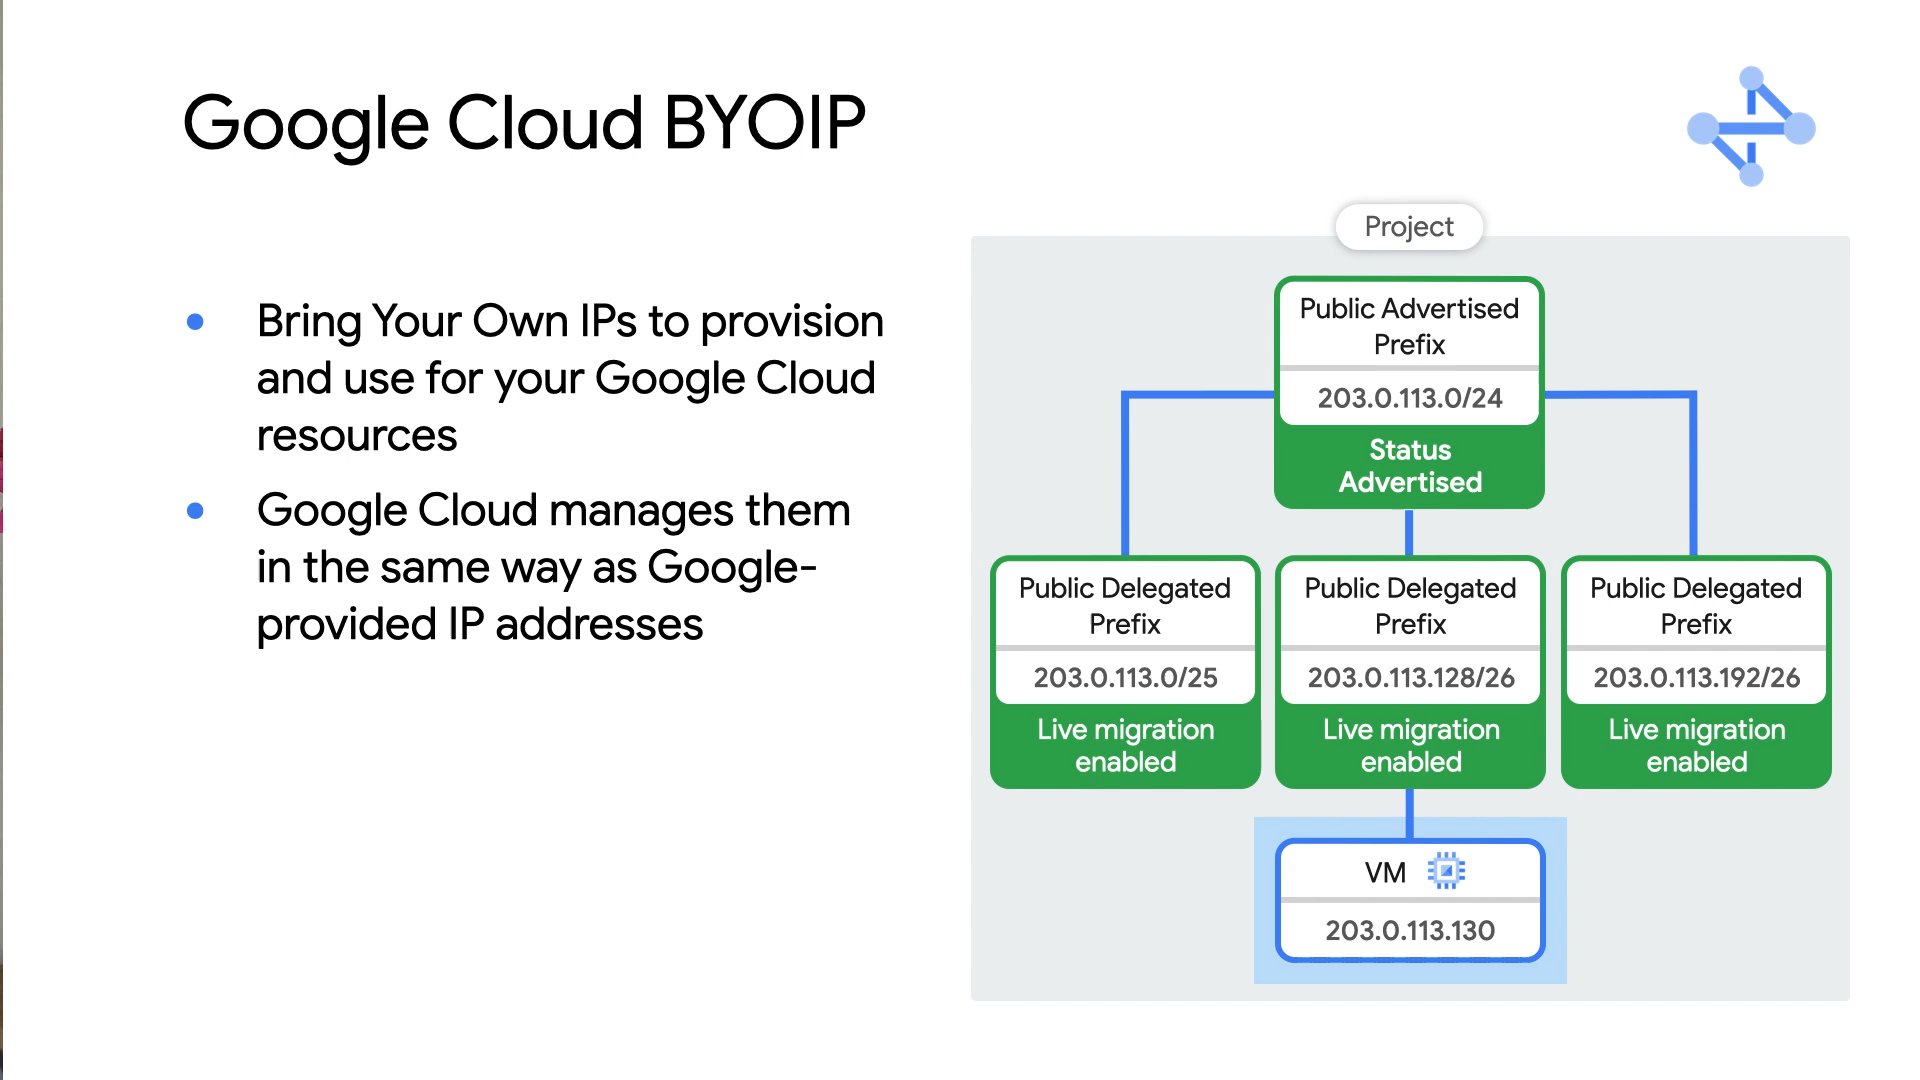 Google Cloud BYOIP
Bring Your Own IPs to provision
and use for your Google Cloud
resources
Google Cloud manages them
in the same way as Google-
provided IP addresses
Project
Public Advertised
Prefix
203.0.113.0/24
Status
Advertised
Public Delegated
Prefix
203.0.113.0/25
Live migration
enabled
Public Delegated
Prefix
203.0.113.128/26
Live migration
enabled
Public Delegated
Prefix
203.0.113.192/26
Live migration
enabled
VM
203.0.113.130